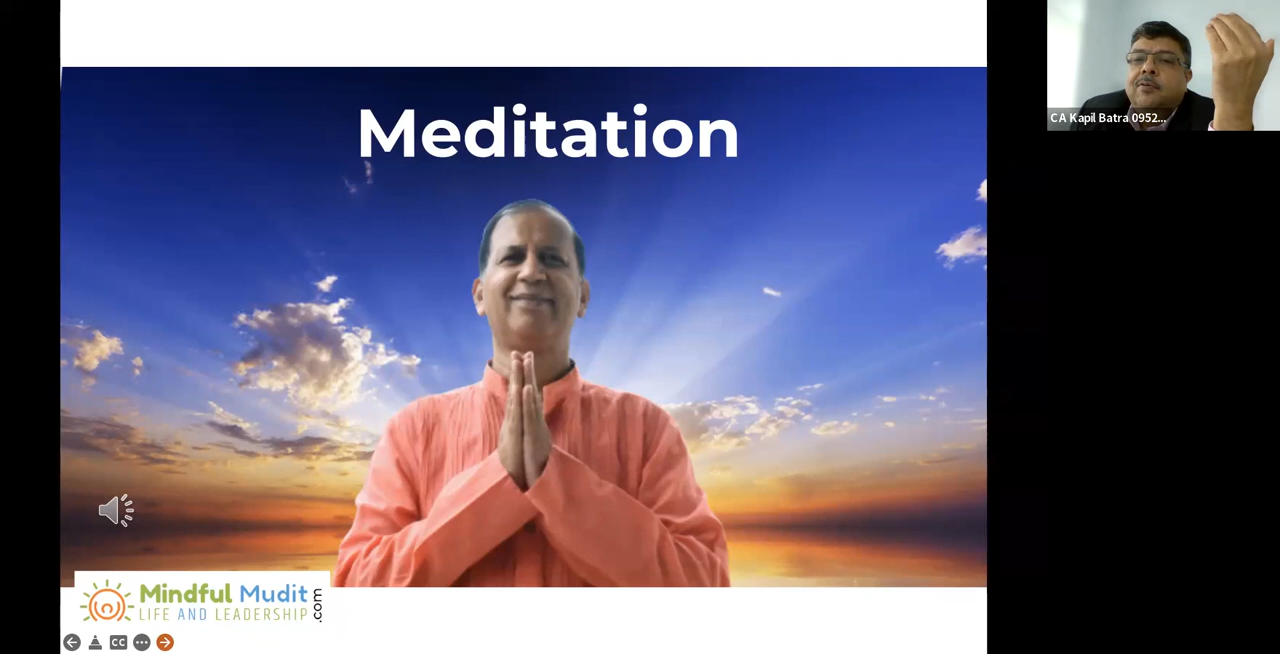 Meditation
CA Kapil Batra 0952...
Mindful Mudit
LIFE AND LEADERSHIP
.com
CC